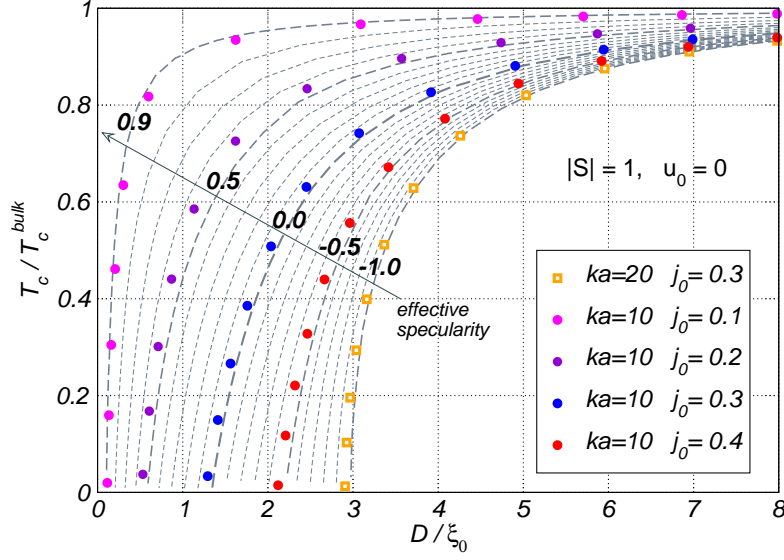 T_c / T_c^bulk
1
0.8
0.6
0.4
0.2
0
0.9
0.5
0.0
-0.5
-1.0
effective
specularity
|S| = 1, u_0 = 0
ka=20 j_0= 0.3
ka=10 j_0= 0.1
ka=10 j_0= 0.2
ka=10 j_0= 0.3
ka=10 j_0= 0.4
0 1 2 3 4 5 6 7 8
D / ξ_0